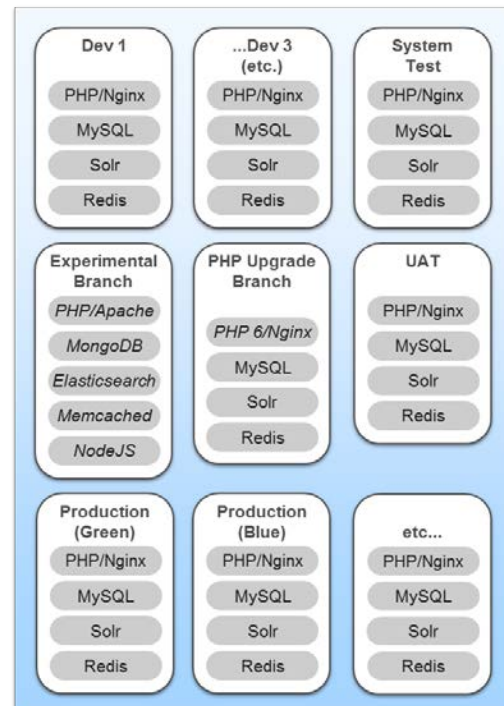 Dev 1
PHP/Nginx
MySQL
Solr
Redis
...Dev 3
(etc.)
PHP/Nginx
MySQL
Solr
Redis
System
Test
PHP/Nginx
MySQL
Solr
Redis
Experimental
Branch
PHP/Apache
MongoDB
Elasticsearch
Memcached
NodeJS
PHP Upgrade
Branch
PHP 6/Nginx
MySQL
Solr
Redis
UAT
PHP/Nginx
MySQL
Solr
Redis
Production
(Green)
PHP/Nginx
MySQL
Solr
Redis
Production
(Blue)
PHP/Nginx
MySQL
Solr
Redis
etc...
PHP/Nginx
MySQL
Solr
Redis